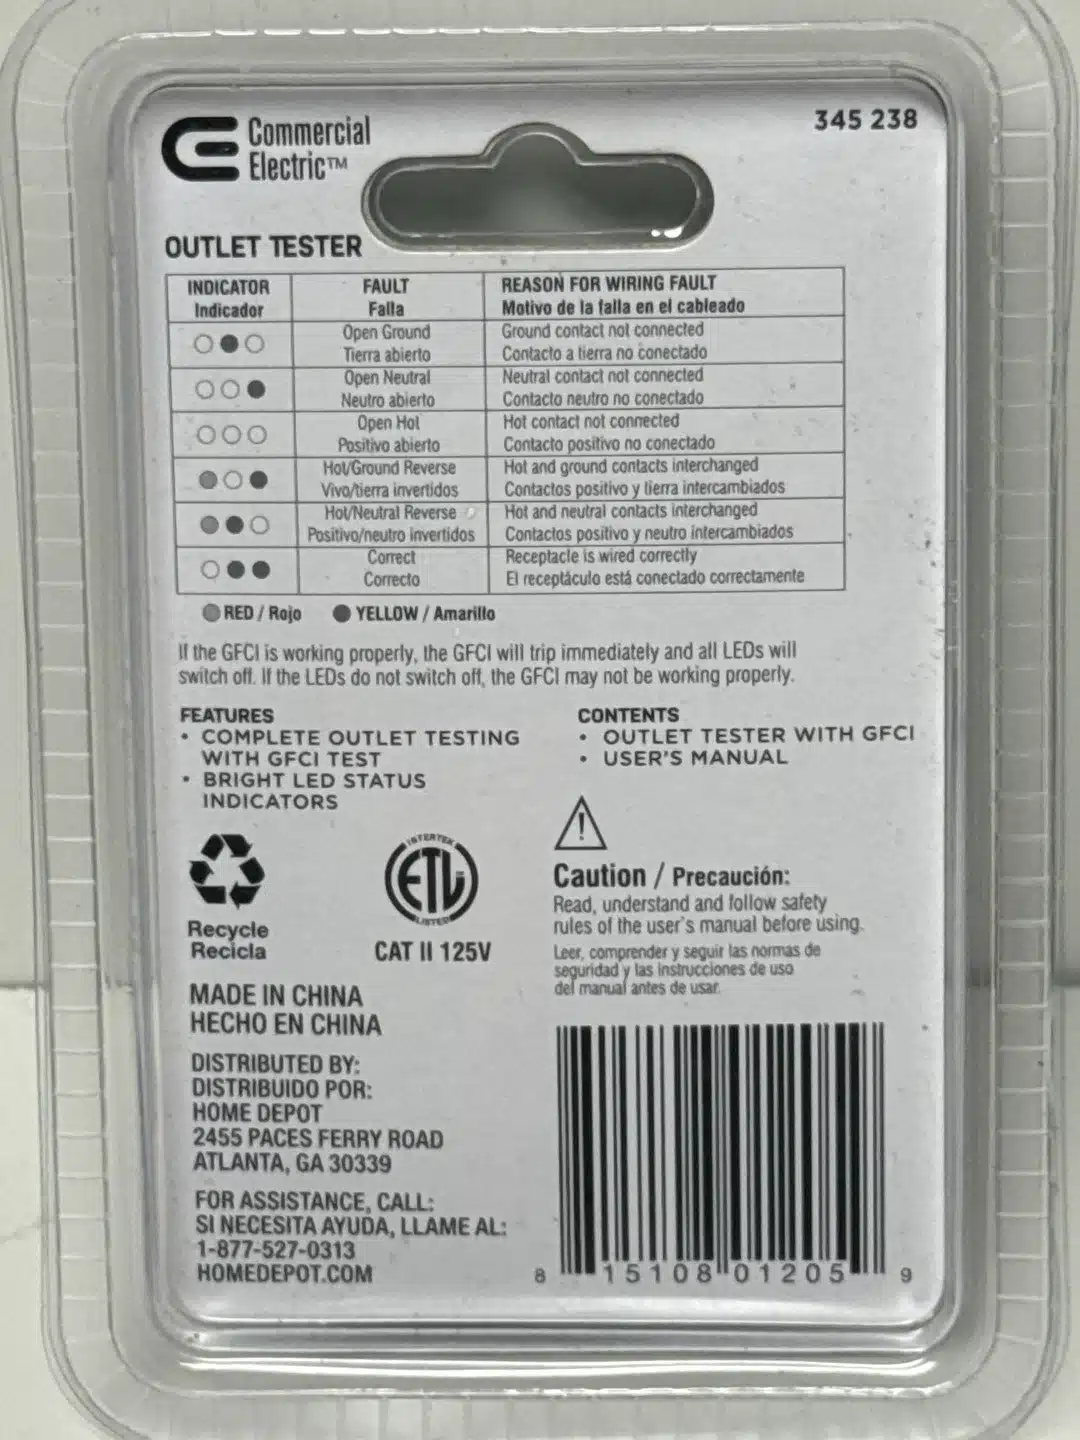 Commercial
Electric™
345 238
OUTLET TESTER
INDICATOR FAULT REASON FOR WIRING FAULT
Indicador Falla Motivo de la falla en el cableado
Open Ground Ground contact not connected
Tierra abierto Contacto a tierra no conectado
Open Neutral Neutral contact not connected
Neutro abierto Contacto neutro no conectado
Open Hot Hot contact not connected
Positivo abierto Contacto positivo no conectado
Hot/Ground Reverse Hot and ground contacts interchanged
Vivo/tierra invertidos Contactos positivo y tierra intercambiados
Hot/Neutral Reverse Hot and neutral contacts interchanged
Positivo/neutro invertidos Contactos positivo y neutro intercambiados
Correct Receptacle is wired correctly
Correcto El receptáculo está conectado correctamente
RED / Rojo YELLOW / Amarillo
If the GFCI is working properly, the GFCI will trip immediately and all LEDs will
switch off. If the LEDs do not switch off, the GFCI may not be working properly.
FEATURES
• COMPLETE OUTLET TESTING
WITH GFCI TEST
• BRIGHT LED STATUS
INDICATORS
CONTENTS
• OUTLET TESTER WITH GFCI
• USER'S MANUAL
Recycle
Recicla
INTERTEK
ETL
LISTED
CAT II 125V
!
Caution / Precaución:
Read, understand and follow safety
rules of the user's manual before using.
Leer, comprender y seguir las normas de
seguridad y las instrucciones de uso
del manual antes de usar.
MADE IN CHINA
HECHO EN CHINA
DISTRIBUTED BY:
DISTRIBUIDO POR:
HOME DEPOT
2455 PACES FERRY ROAD
ATLANTA, GA 30339
FOR ASSISTANCE, CALL:
SI NECESITA AYUDA, LLAME AL:
1-877-527-0313
HOMEDEPOT.COM
8 15108 01205 9